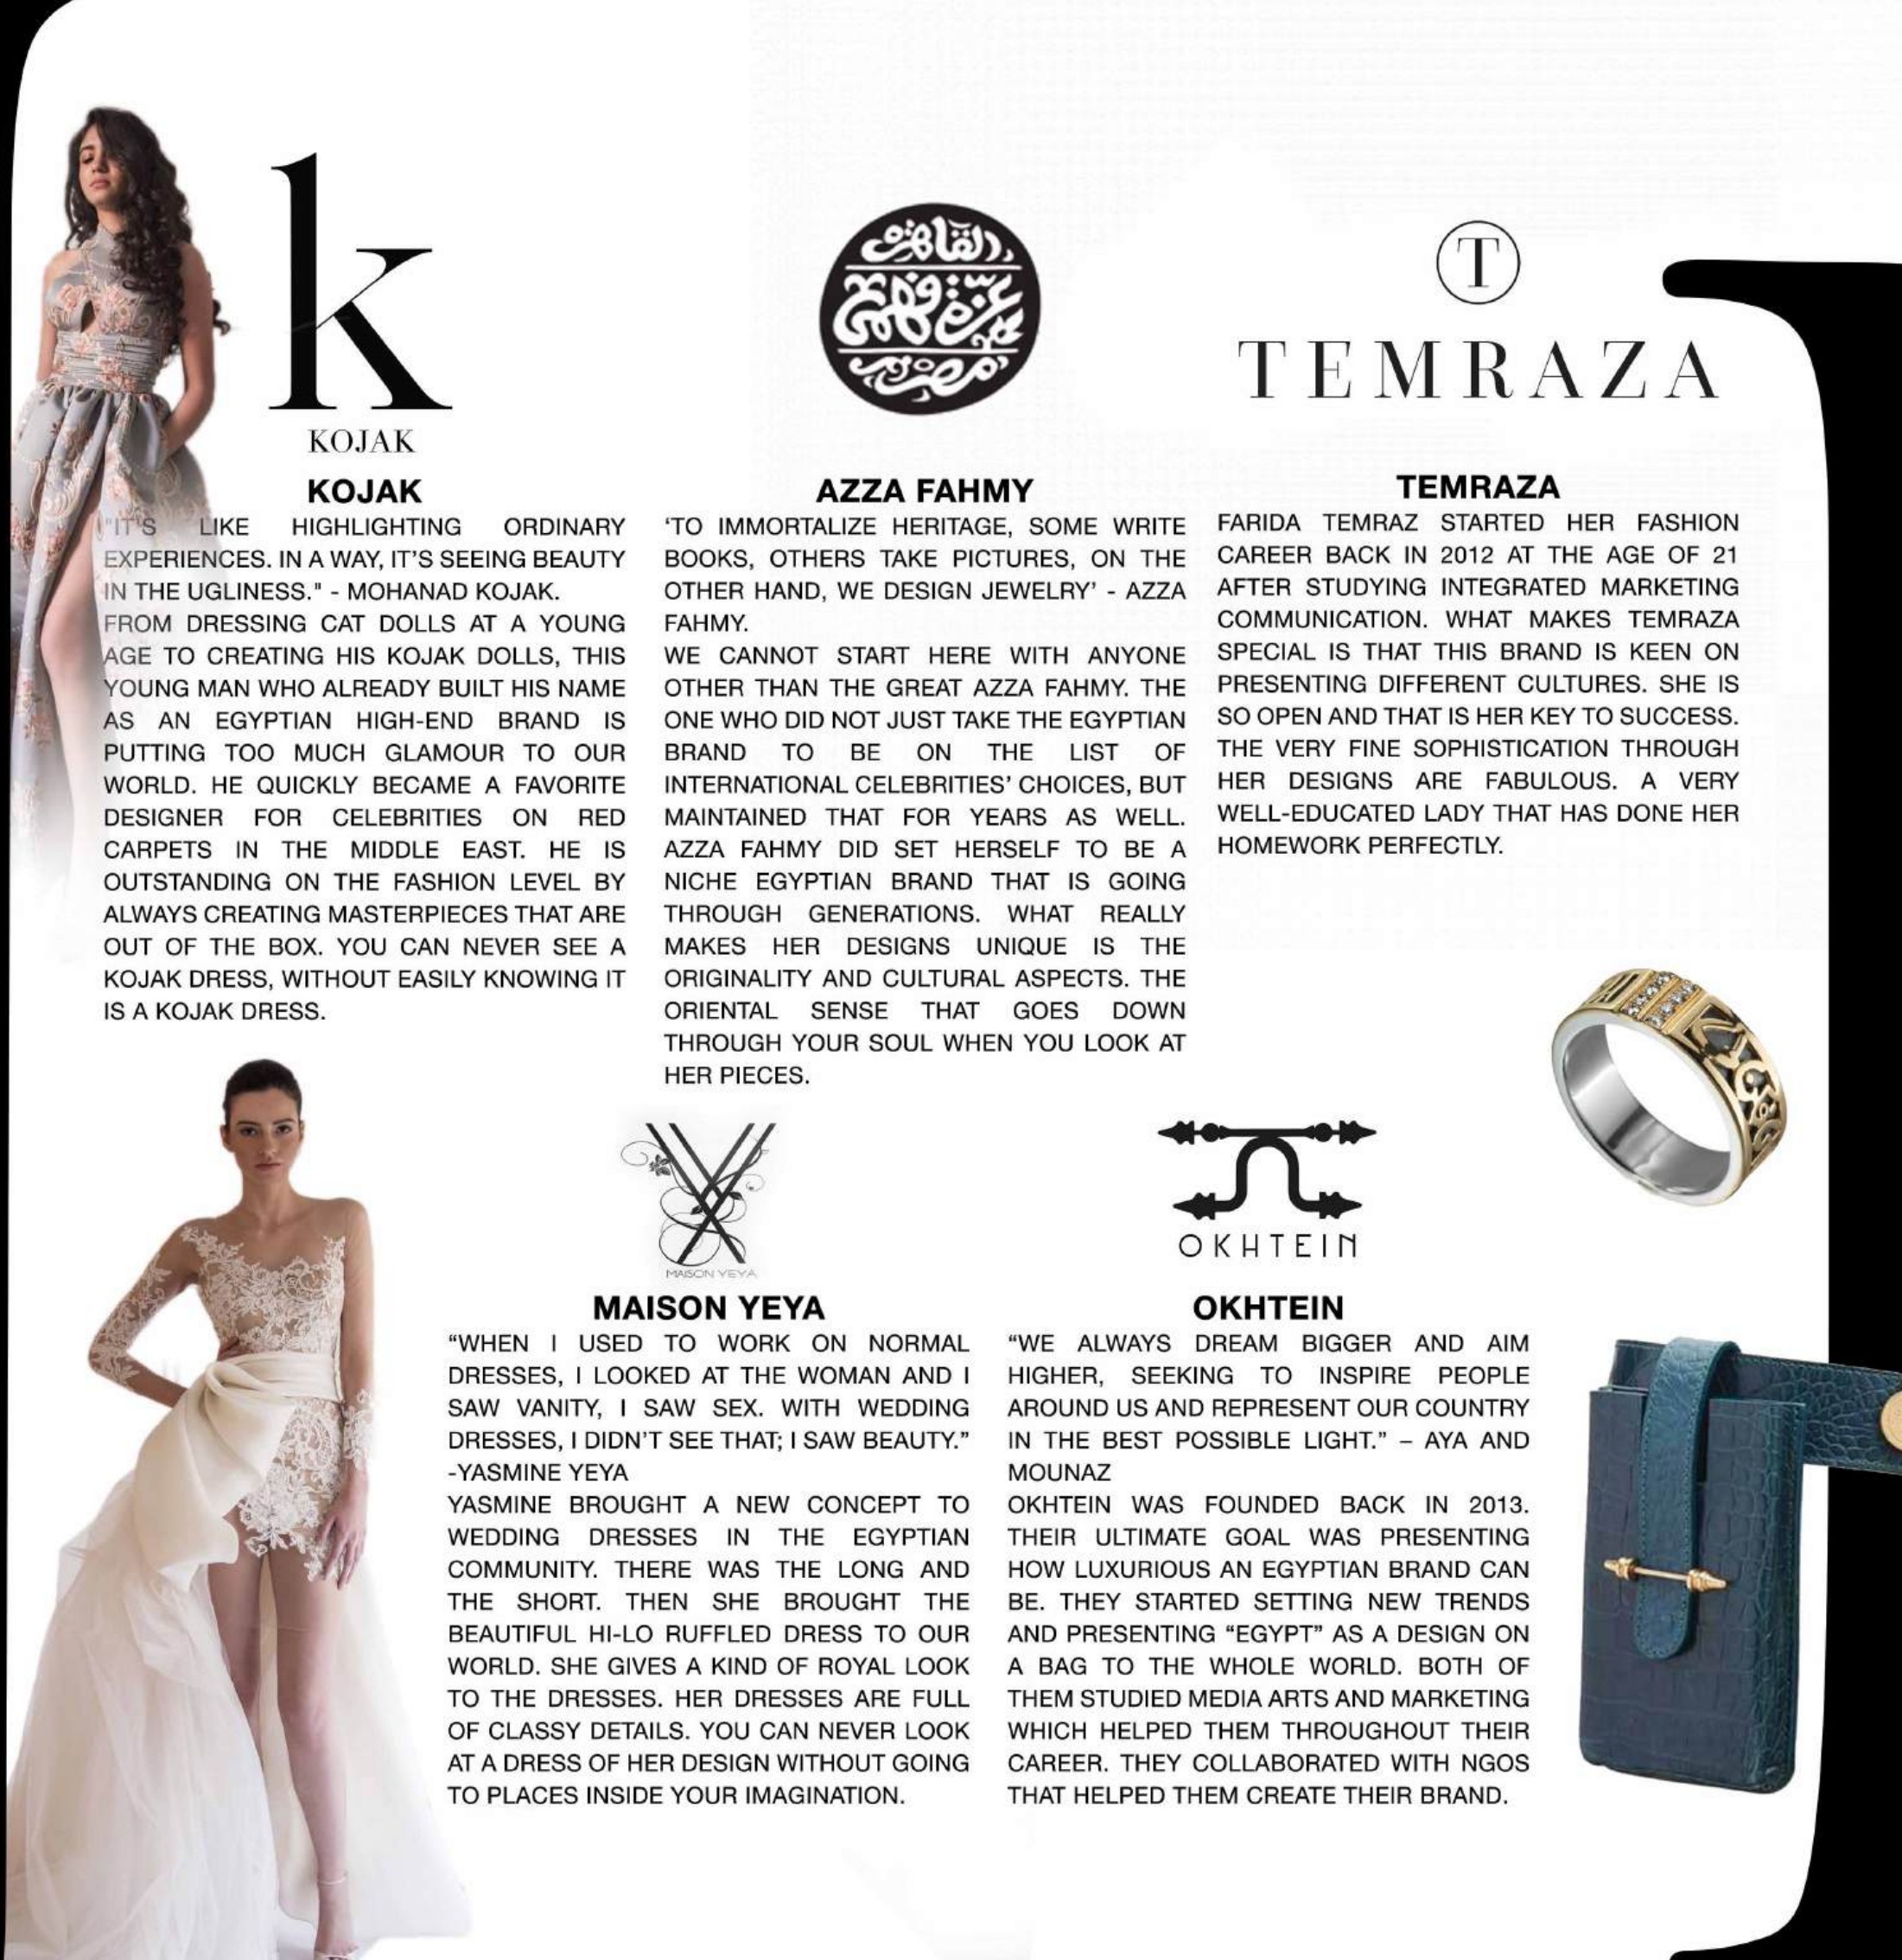 k
KOJAK
KOJAK
"IT'S LIKE HIGHLIGHTING ORDINARY
EXPERIENCES. IN A WAY, IT'S SEEING BEAUTY
IN THE UGLINESS." - MOHANAD KOJAK.
FROM DRESSING CAT DOLLS AT A YOUNG
AGE TO CREATING HIS KOJAK DOLLS, THIS
YOUNG MAN WHO ALREADY BUILT HIS NAME
AS AN EGYPTIAN HIGH-END BRAND IS
PUTTING TOO MUCH GLAMOUR TO OUR
WORLD. HE QUICKLY BECAME A FAVORITE
DESIGNER FOR CELEBRITIES ON RED
CARPETS IN THE MIDDLE EAST. HE IS
OUTSTANDING ON THE FASHION LEVEL BY
ALWAYS CREATING MASTERPIECES THAT ARE
OUT OF THE BOX. YOU CAN NEVER SEE A
KOJAK DRESS, WITHOUT EASILY KNOWING IT
IS A KOJAK DRESS.
القاهرة
عزة فهمي
مصر
AZZA FAHMY
‘TO IMMORTALIZE HERITAGE, SOME WRITE
BOOKS, OTHERS TAKE PICTURES, ON THE
OTHER HAND, WE DESIGN JEWELRY’ - AZZA
FAHMY.
WE CANNOT START HERE WITH ANYONE
OTHER THAN THE GREAT AZZA FAHMY. THE
ONE WHO DID NOT JUST TAKE THE EGYPTIAN
BRAND TO BE ON THE LIST OF
INTERNATIONAL CELEBRITIES’ CHOICES, BUT
MAINTAINED THAT FOR YEARS AS WELL.
AZZA FAHMY DID SET HERSELF TO BE A
NICHE EGYPTIAN BRAND THAT IS GOING
THROUGH GENERATIONS. WHAT REALLY
MAKES HER DESIGNS UNIQUE IS THE
ORIGINALITY AND CULTURAL ASPECTS. THE
ORIENTAL SENSE THAT GOES DOWN
THROUGH YOUR SOUL WHEN YOU LOOK AT
HER PIECES.
T
TEMRAZA
TEMRAZA
FARIDA TEMRAZ STARTED HER FASHION
CAREER BACK IN 2012 AT THE AGE OF 21
AFTER STUDYING INTEGRATED MARKETING
COMMUNICATION. WHAT MAKES TEMRAZA
SPECIAL IS THAT THIS BRAND IS KEEN ON
PRESENTING DIFFERENT CULTURES. SHE IS
SO OPEN AND THAT IS HER KEY TO SUCCESS.
THE VERY FINE SOPHISTICATION THROUGH
HER DESIGNS ARE FABULOUS. A VERY
WELL-EDUCATED LADY THAT HAS DONE HER
HOMEWORK PERFECTLY.
MAISON YEYA
MAISON YEYA
“WHEN I USED TO WORK ON NORMAL
DRESSES, I LOOKED AT THE WOMAN AND I
SAW VANITY, I SAW SEX. WITH WEDDING
DRESSES, I DIDN’T SEE THAT; I SAW BEAUTY.”
-YASMINE YEYA
YASMINE BROUGHT A NEW CONCEPT TO
WEDDING DRESSES IN THE EGYPTIAN
COMMUNITY. THERE WAS THE LONG AND
THE SHORT. THEN SHE BROUGHT THE
BEAUTIFUL HI-LO RUFFLED DRESS TO OUR
WORLD. SHE GIVES A KIND OF ROYAL LOOK
TO THE DRESSES. HER DRESSES ARE FULL
OF CLASSY DETAILS. YOU CAN NEVER LOOK
AT A DRESS OF HER DESIGN WITHOUT GOING
TO PLACES INSIDE YOUR IMAGINATION.
OKHTEIN
OKHTEIN
“WE ALWAYS DREAM BIGGER AND AIM
HIGHER, SEEKING TO INSPIRE PEOPLE
AROUND US AND REPRESENT OUR COUNTRY
IN THE BEST POSSIBLE LIGHT.” – AYA AND
MOUNAZ
OKHTEIN WAS FOUNDED BACK IN 2013.
THEIR ULTIMATE GOAL WAS PRESENTING
HOW LUXURIOUS AN EGYPTIAN BRAND CAN
BE. THEY STARTED SETTING NEW TRENDS
AND PRESENTING “EGYPT” AS A DESIGN ON
A BAG TO THE WHOLE WORLD. BOTH OF
THEM STUDIED MEDIA ARTS AND MARKETING
WHICH HELPED THEM THROUGHOUT THEIR
CAREER. THEY COLLABORATED WITH NGOS
THAT HELPED THEM CREATE THEIR BRAND.